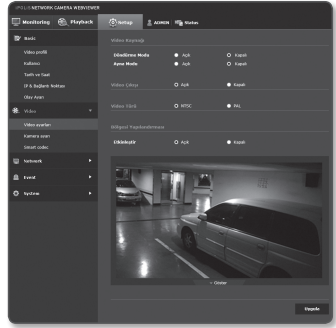 iPOLiS NETWORK CAMERA WEBVIEWER
Monitoring Playback Setup ADMIN Status
Basic
Video profili
Kullanıcı
Tarih ve Saat
IP & Bağlantı Noktası
Olay Ayarı
Video
Video ayarları
Kamera ayarı
Smart codec
Network
Event
System
Video Kaynağı
Döndürme Modu Açık Kapalı
Ayna Modu Açık Kapalı
Video Çıkışı Açık Kapalı
Video Türü NTSC PAL
Bölgesi Yapılandırması
Etkinleştir Açık Kapalı
Göster
Uygula